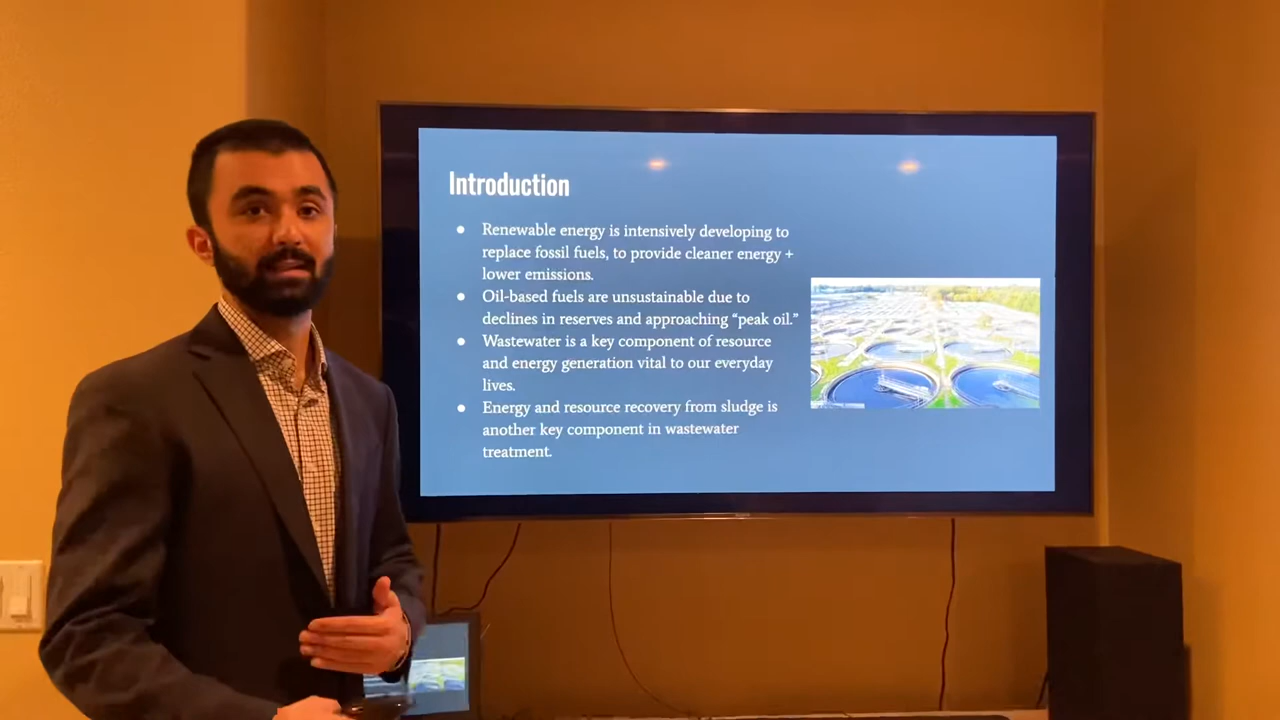 Introduction
● Renewable energy is intensively developing to
replace fossil fuels, to provide cleaner energy +
lower emissions.
● Oil-based fuels are unsustainable due to
declines in reserves and approaching “peak oil.”
● Wastewater is a key component of resource
and energy generation vital to our everyday
lives.
● Energy and resource recovery from sludge is
another key component in wastewater
treatment.